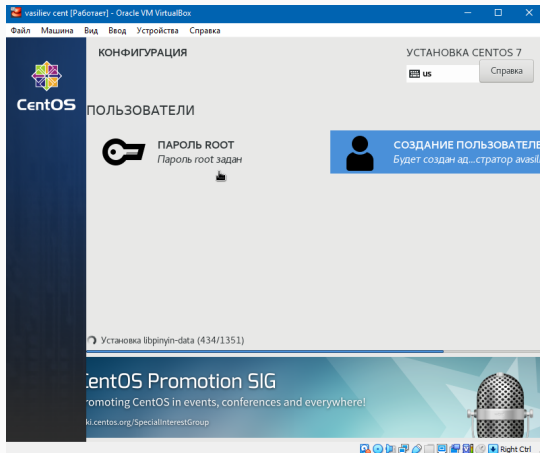 vasiliev cent [Работает] - Oracle VM VirtualBox
Файл Машина Вид Ввод Устройства Справка
КОНФИГУРАЦИЯ
УСТАНОВКА CENTOS 7
us
Справка
CentOS
ПОЛЬЗОВАТЕЛИ
ПАРОЛЬ ROOT
Пароль root задан
СОЗДАНИЕ ПОЛЬЗОВАТЕЛЕ
Будет создан ад...стратор avasil
Установка libpinyin-data (434/1351)
CentOS Promotion SIG
romoting CentOS in events, conferences and everywhere!
ki.centos.org/SpecialInterestGroup
Right Ctrl